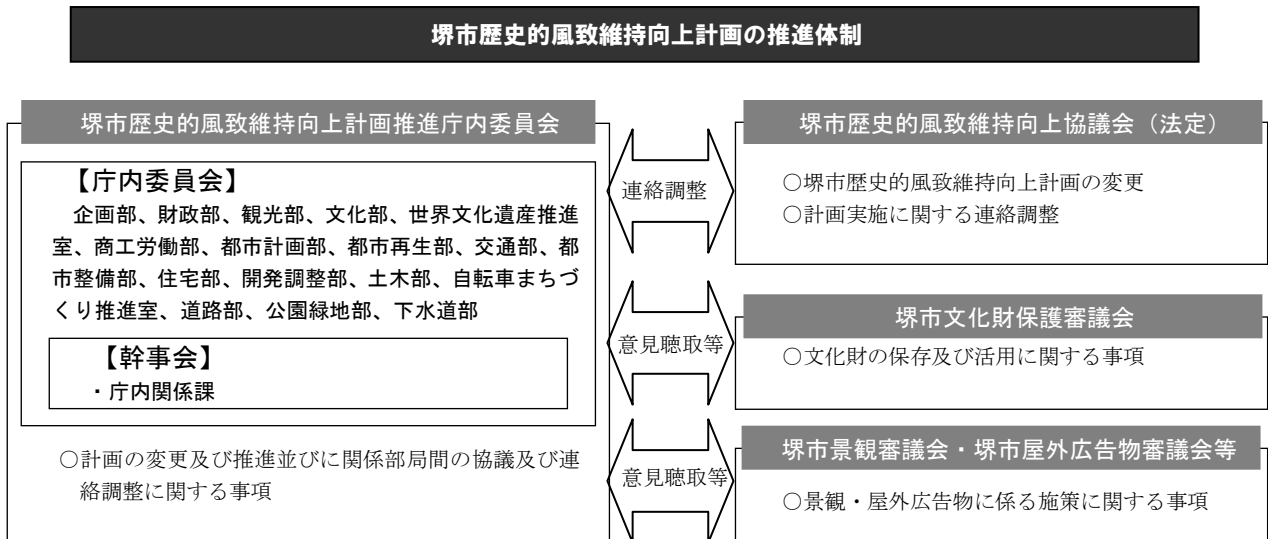 堺市歴史的風致維持向上計画の推進体制
堺市歴史的風致維持向上計画推進庁内委員会
【庁内委員会】
企画部、財政部、観光部、文化部、世界文化遺産推進
室、商工労働部、都市計画部、都市再生部、交通部、都
市整備部、住宅部、開発調整部、土木部、自転車まちづ
くり推進室、道路部、公園緑地部、下水道部
【幹事会】
・庁内関係課
○計画の変更及び推進並びに関係部局間の協議及び連
絡調整に関する事項
連絡調整
意見聴取等
意見聴取等
堺市歴史的風致維持向上協議会（法定）
○堺市歴史的風致維持向上計画の変更
○計画実施に関する連絡調整
堺市文化財保護審議会
○文化財の保存及び活用に関する事項
堺市景観審議会・堺市屋外広告物審議会等
○景観・屋外広告物に係る施策に関する事項